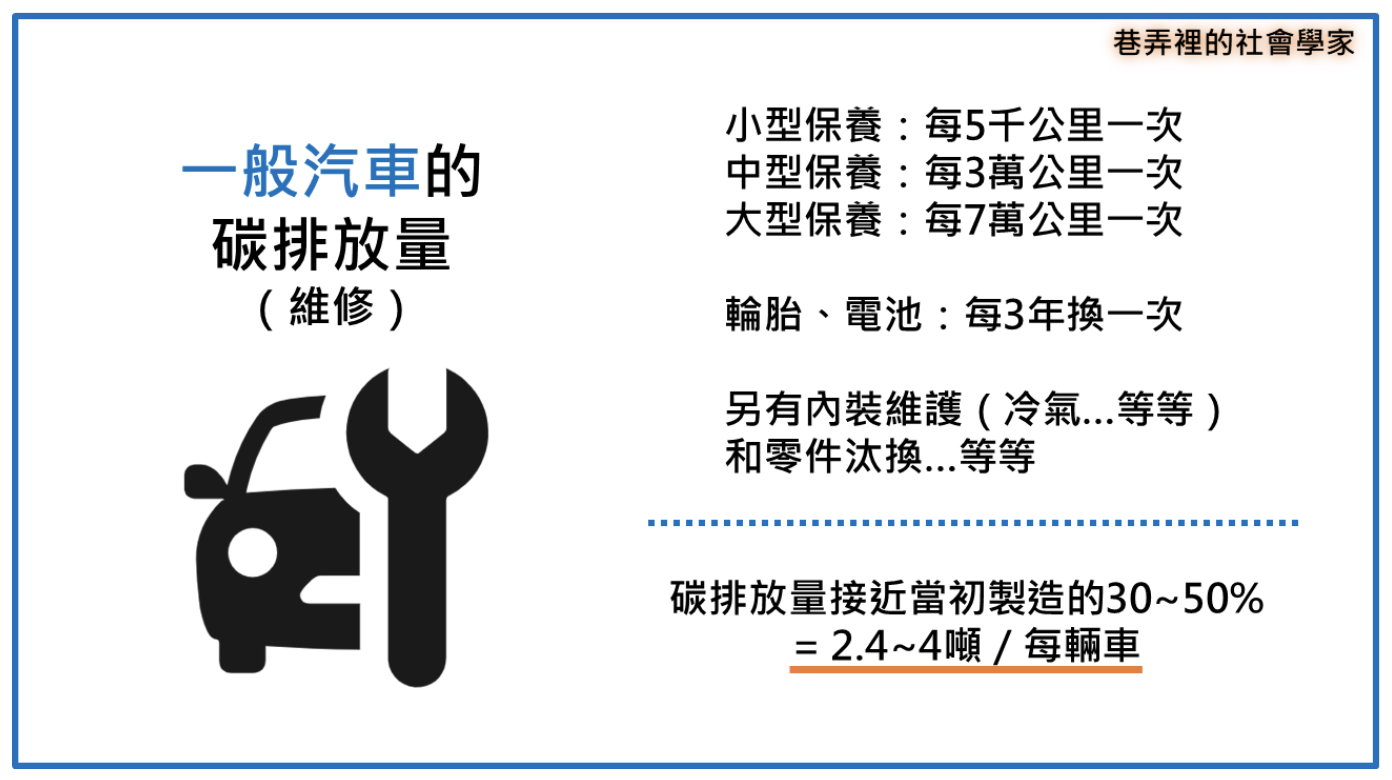 巷弄裡的社會學家
一般汽車的
碳排放量
（維修）
小型保養：每5千公里一次
中型保養：每3萬公里一次
大型保養：每7萬公里一次
輪胎、電池：每3年換一次
另有內裝維護（冷氣...等等）
和零件汰換...等等
碳排放量接近當初製造的30~50%
= 2.4~4噸 / 每輛車